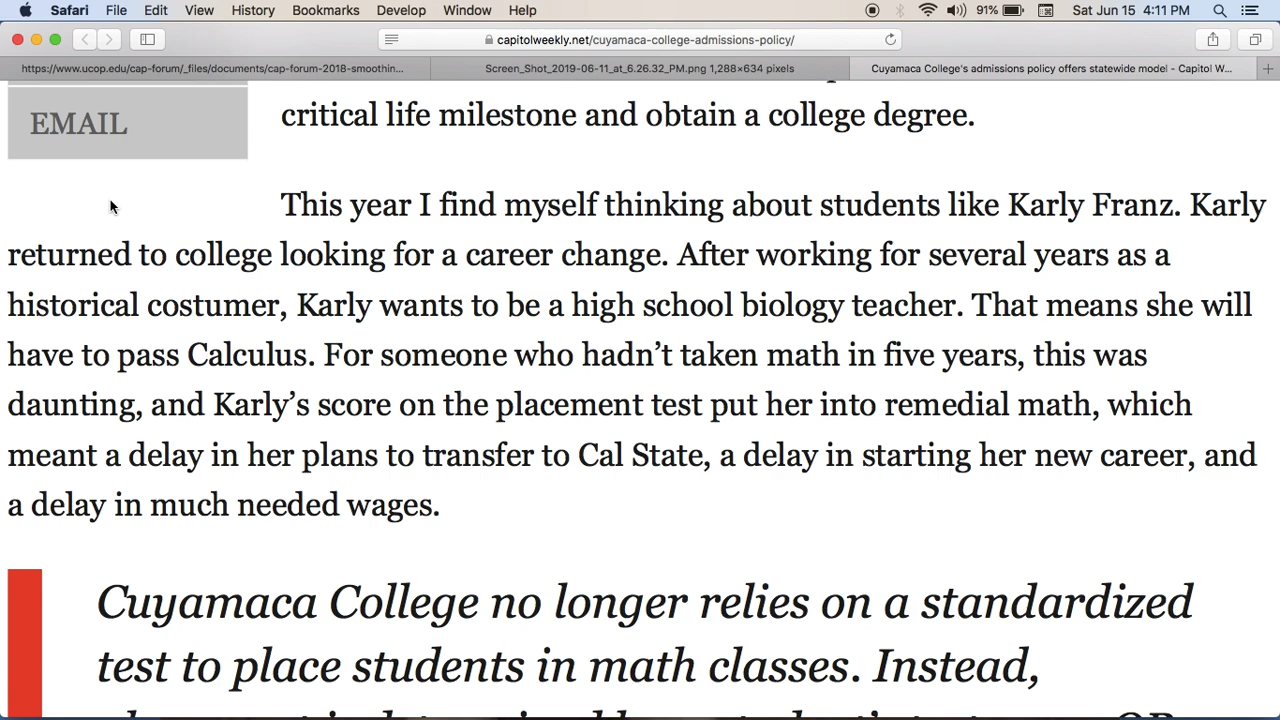 Safari File Edit View History Bookmarks Develop Window Help 91% Sat Jun 15 4:11 PM
capitolweekly.net/cuyamaca-college-admissions-policy/
https://www.ucop.edu/cap-forum/_files/documents/cap-forum-2018-smoothin... Screen_Shot_2019-06-11_at_6.26.32_PM.png 1,288×634 pixels Cuyamaca College's admissions policy offers statewide model - Capitol W...
EMAIL
critical life milestone and obtain a college degree.
This year I find myself thinking about students like Karly Franz. Karly
returned to college looking for a career change. After working for several years as a
historical costumer, Karly wants to be a high school biology teacher. That means she will
have to pass Calculus. For someone who hadn’t taken math in five years, this was
daunting, and Karly’s score on the placement test put her into remedial math, which
meant a delay in her plans to transfer to Cal State, a delay in starting her new career, and
a delay in much needed wages.
Cuyamaca College no longer relies on a standardized
test to place students in math classes. Instead,